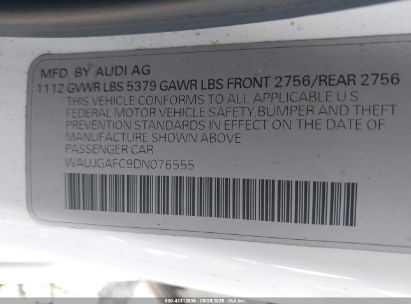 MFD. BY AUDI AG
1112 GVWR LBS 5379 GAWR LBS FRONT 2756/REAR 2756
THIS VEHICLE CONFORMS TO ALL APPLICABLE U.S.
FEDERAL MOTOR VEHICLE SAFETY,BUMPER, AND THEFT
PREVENTION STANDARDS IN EFFECT ON THE DATE OF
MANUFACTURE SHOWN ABOVE
PASSENGER CAR
WAUJGAFC9DN076555